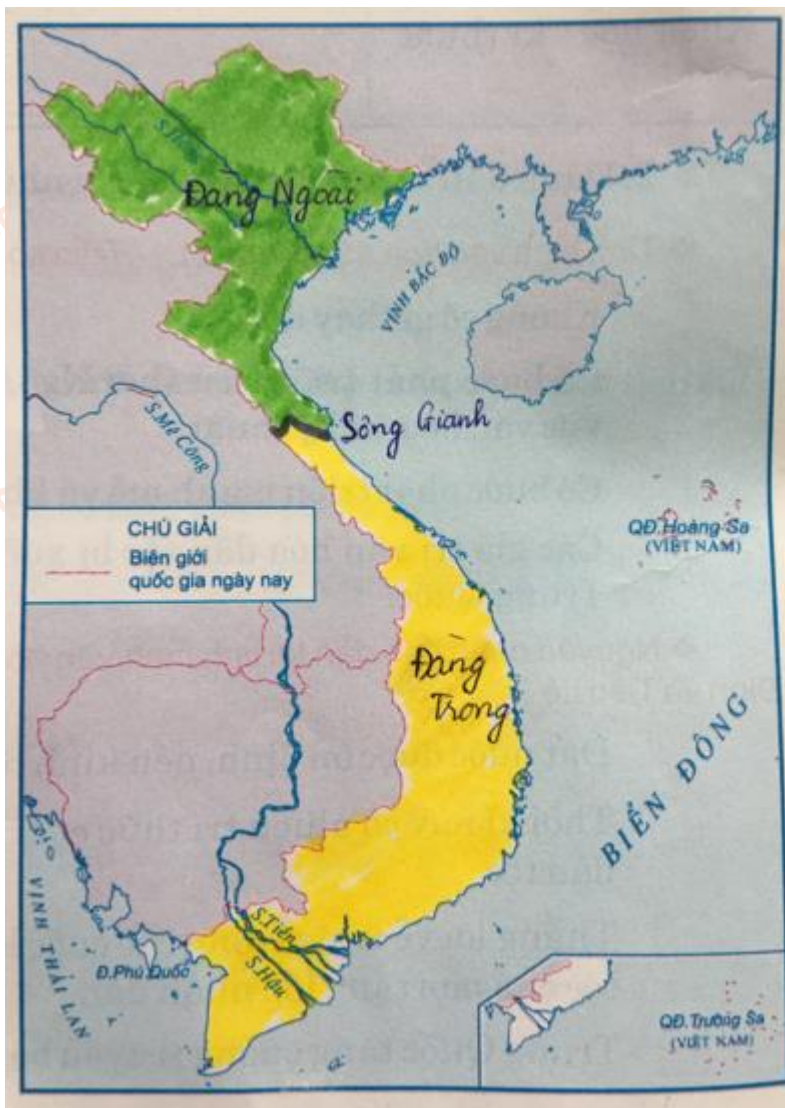 S.Hồng
Đàng Ngoài
VỊNH BẮC BỘ
Sông Gianh
S.Mê Công
CHÚ GIẢI
Biên giới
quốc gia ngày nay
QĐ.Hoàng Sa
(VIỆT NAM)
Đàng
Trong
BIỂN ĐÔNG
S.Tiền
S.Hậu
Đ.Phú Quốc
VỊNH THÁI LAN
QĐ.Trường Sa
(VIỆT NAM)